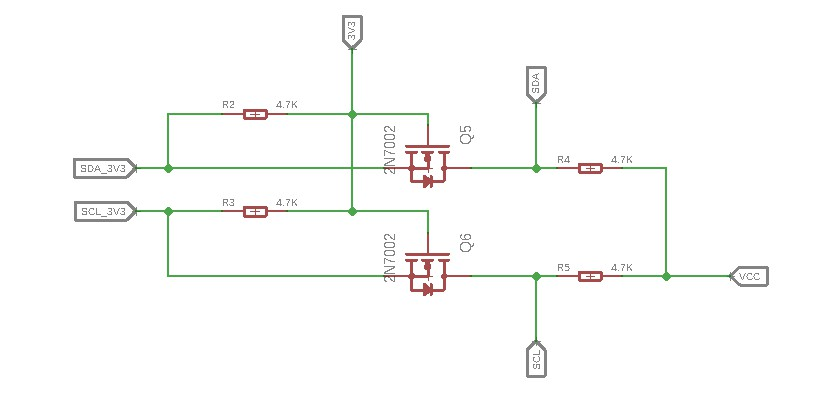 3V3
SDA
R2 4.7K
2N7002
Q5
SDA_3V3
R4 4.7K
SCL_3V3
R3 4.7K
2N7002
Q6
R5 4.7K
VCC
SCL